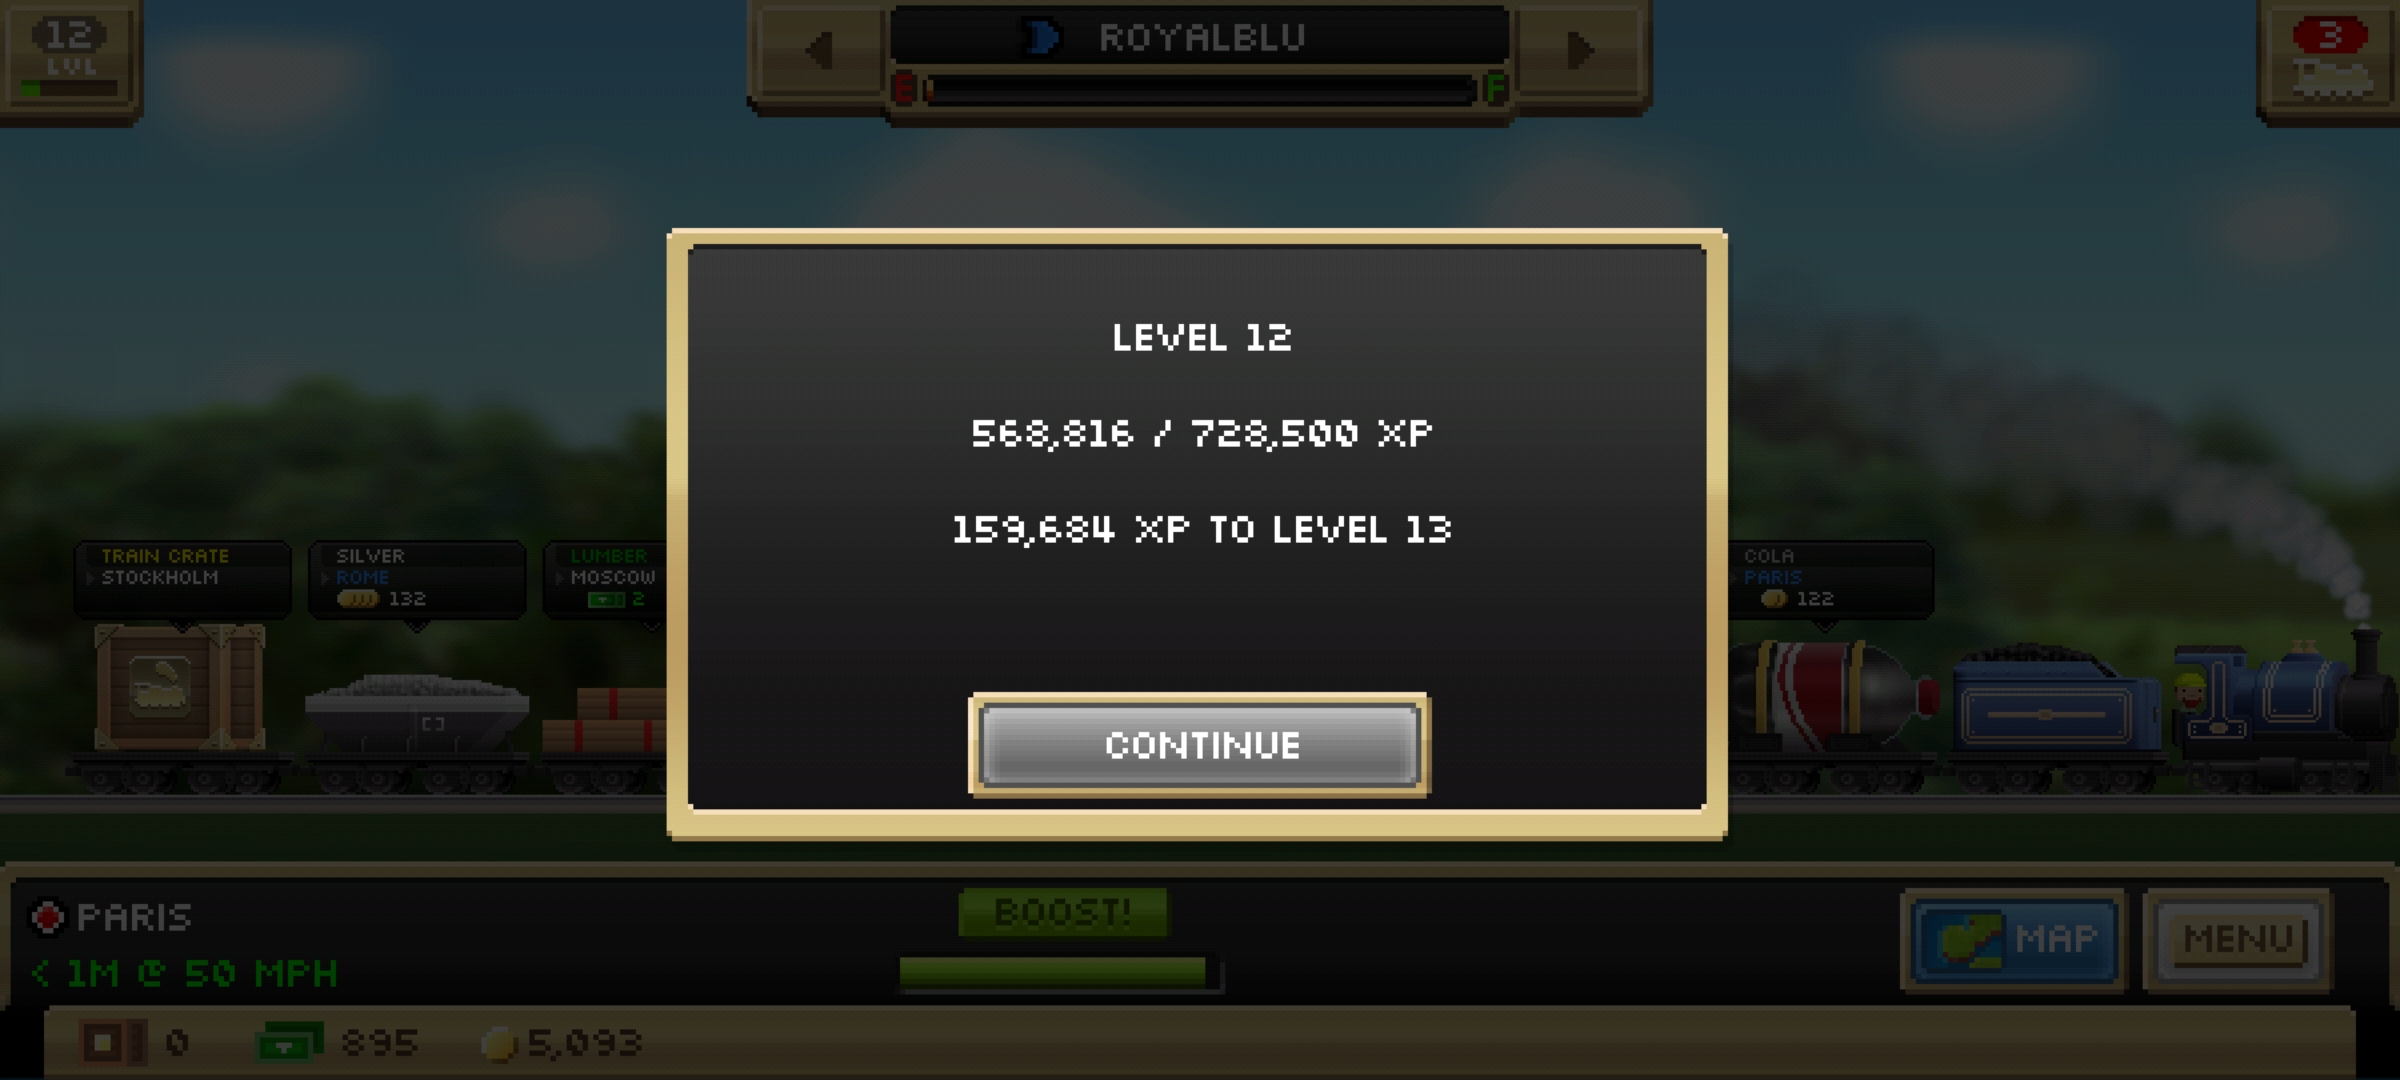 12
LVL
ROYALBLU
E
F
3
LEVEL 12
568,816 / 728,500 XP
159,684 XP TO LEVEL 13
CONTINUE
TRAIN CRATE
STOCKHOLM
SILVER
ROME
132
LUMBER
MOSCOW
2
COLA
PARIS
122
PARIS
< 1M @ 50 MPH
BOOST!
MAP
MENU
0
895
5,093